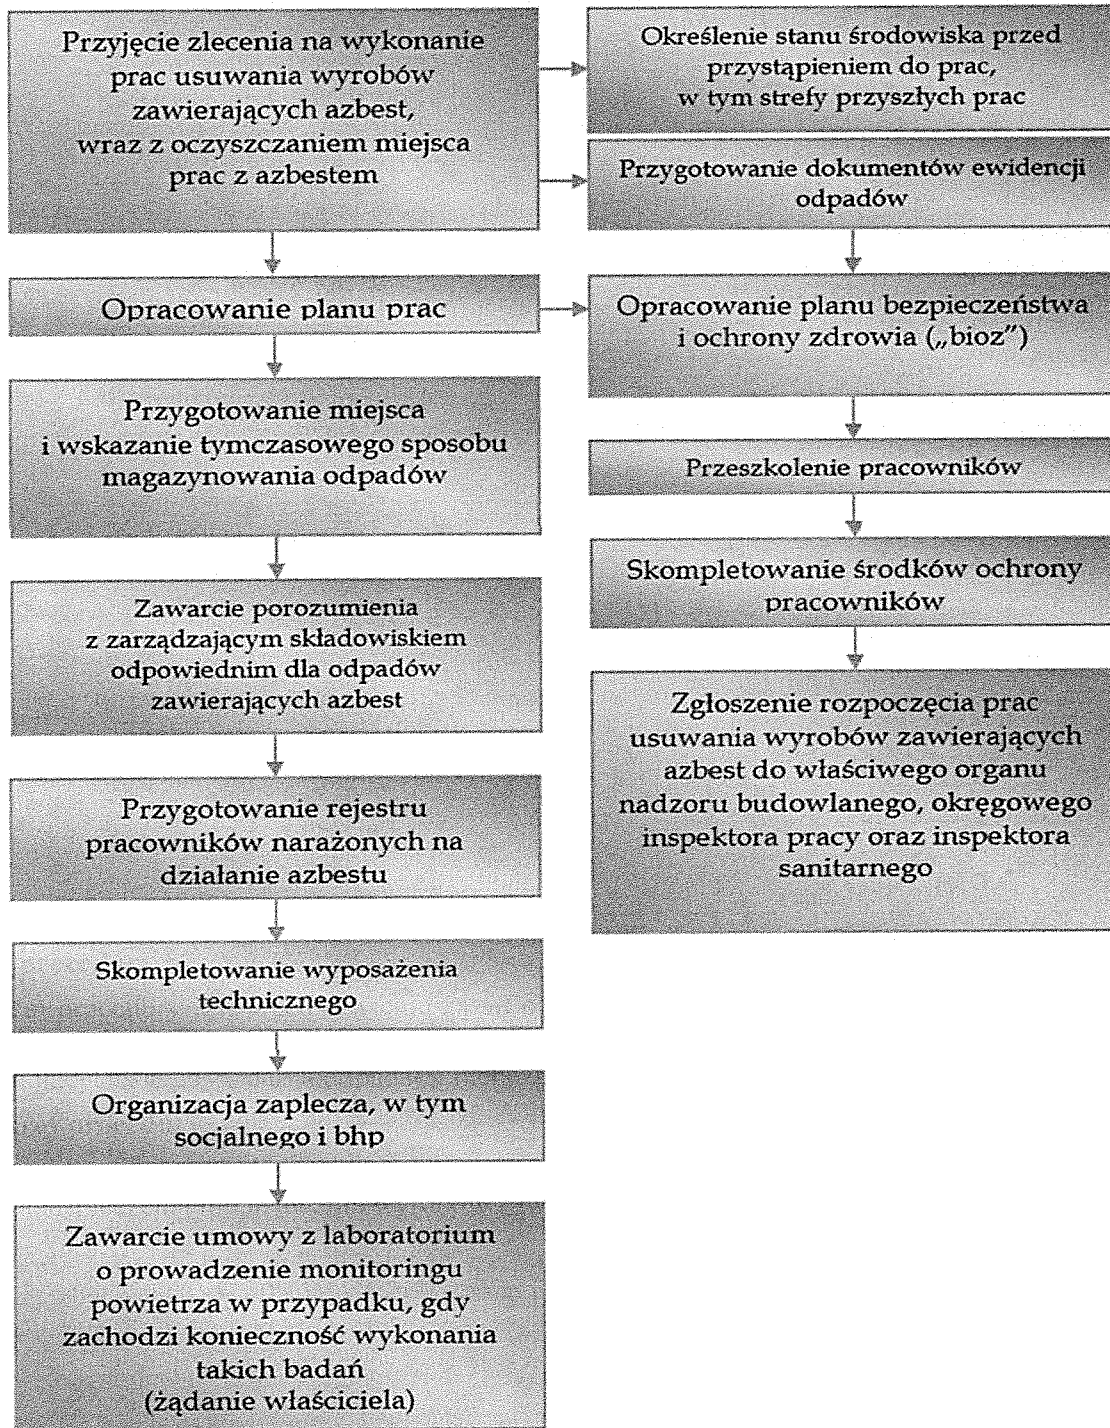 Przyjęcie zlecenia na wykonanie
prac usuwania wyrobów
zawierających azbest,
wraz z oczyszczaniem miejsca
prac z azbestem
Określenie stanu środowiska przed
przystąpieniem do prac,
w tym strefy przyszłych prac
Przygotowanie dokumentów ewidencji
odpadów
Opracowanie planu prac
Opracowanie planu bezpieczeństwa
i ochrony zdrowia („bioz”)
Przygotowanie miejsca
i wskazanie tymczasowego sposobu
magazynowania odpadów
Przeszkolenie pracowników
Skompletowanie środków ochrony
pracowników
Zawarcie porozumienia
z zarządzającym składowiskiem
odpowiednim dla odpadów
zawierających azbest
Zgłoszenie rozpoczęcia prac
usuwania wyrobów zawierających
azbest do właściwego organu
nadzoru budowlanego, okręgowego
inspektora pracy oraz inspektora
sanitarnego
Przygotowanie rejestru
pracowników narażonych na
działanie azbestu
Skompletowanie wyposażenia
technicznego
Organizacja zaplecza, w tym
socjalnego i bhp
Zawarcie umowy z laboratorium
o prowadzenie monitoringu
powietrza w przypadku, gdy
zachodzi konieczność wykonania
takich badań
(żądanie właściciela)